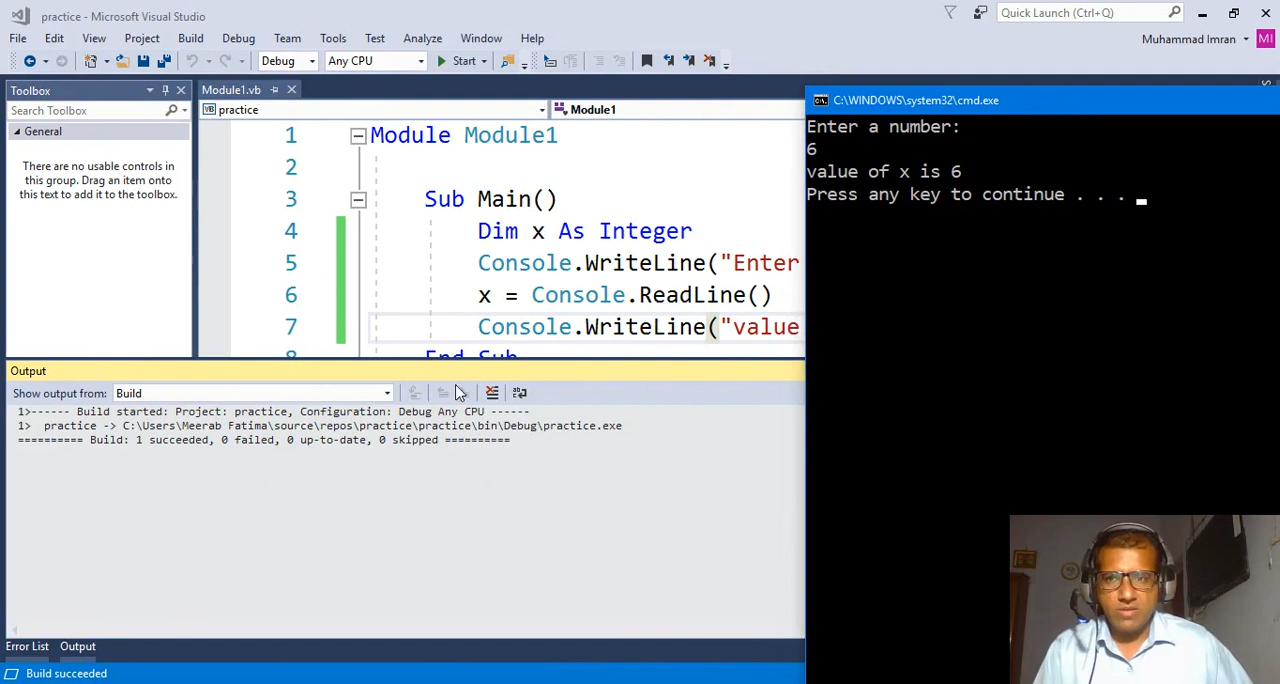 practice - Microsoft Visual Studio
Quick Launch (Ctrl+Q)
File Edit View Project Build Debug Team Tools Test Analyze Window Help
Muhammad Imran MI
Debug Any CPU Start
Toolbox
Search Toolbox
General
There are no usable controls in
this group. Drag an item onto
this text to add it to the toolbox.
Module1.vb
practice
Module1
1 Module Module1
2
3 Sub Main()
4 Dim x As Integer
5 Console.WriteLine("Enter
6 x = Console.ReadLine()
7 Console.WriteLine("value
8 End Sub
C:\WINDOWS\system32\cmd.exe
Enter a number:
6
value of x is 6
Press any key to continue . . .
Output
Show output from: Build
1>------ Build started: Project: practice, Configuration: Debug Any CPU ------
1> practice -> C:\Users\Meerab Fatima\source\repos\practice\practice\bin\Debug\practice.exe
========== Build: 1 succeeded, 0 failed, 0 up-to-date, 0 skipped ==========
Error List Output
Build succeeded